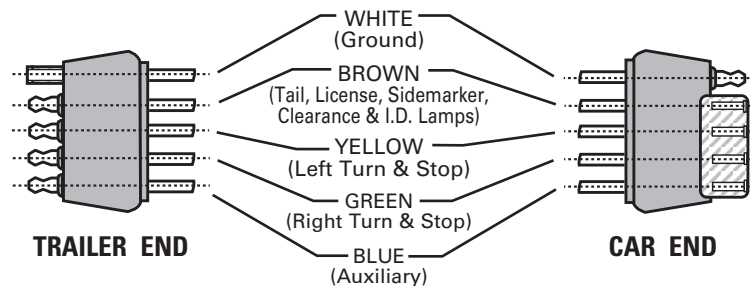 WHITE
(Ground)
BROWN
(Tail, License, Sidemarker,
Clearance & I.D. Lamps)
YELLOW
(Left Turn & Stop)
GREEN
(Right Turn & Stop)
BLUE
(Auxiliary)
TRAILER END
CAR END